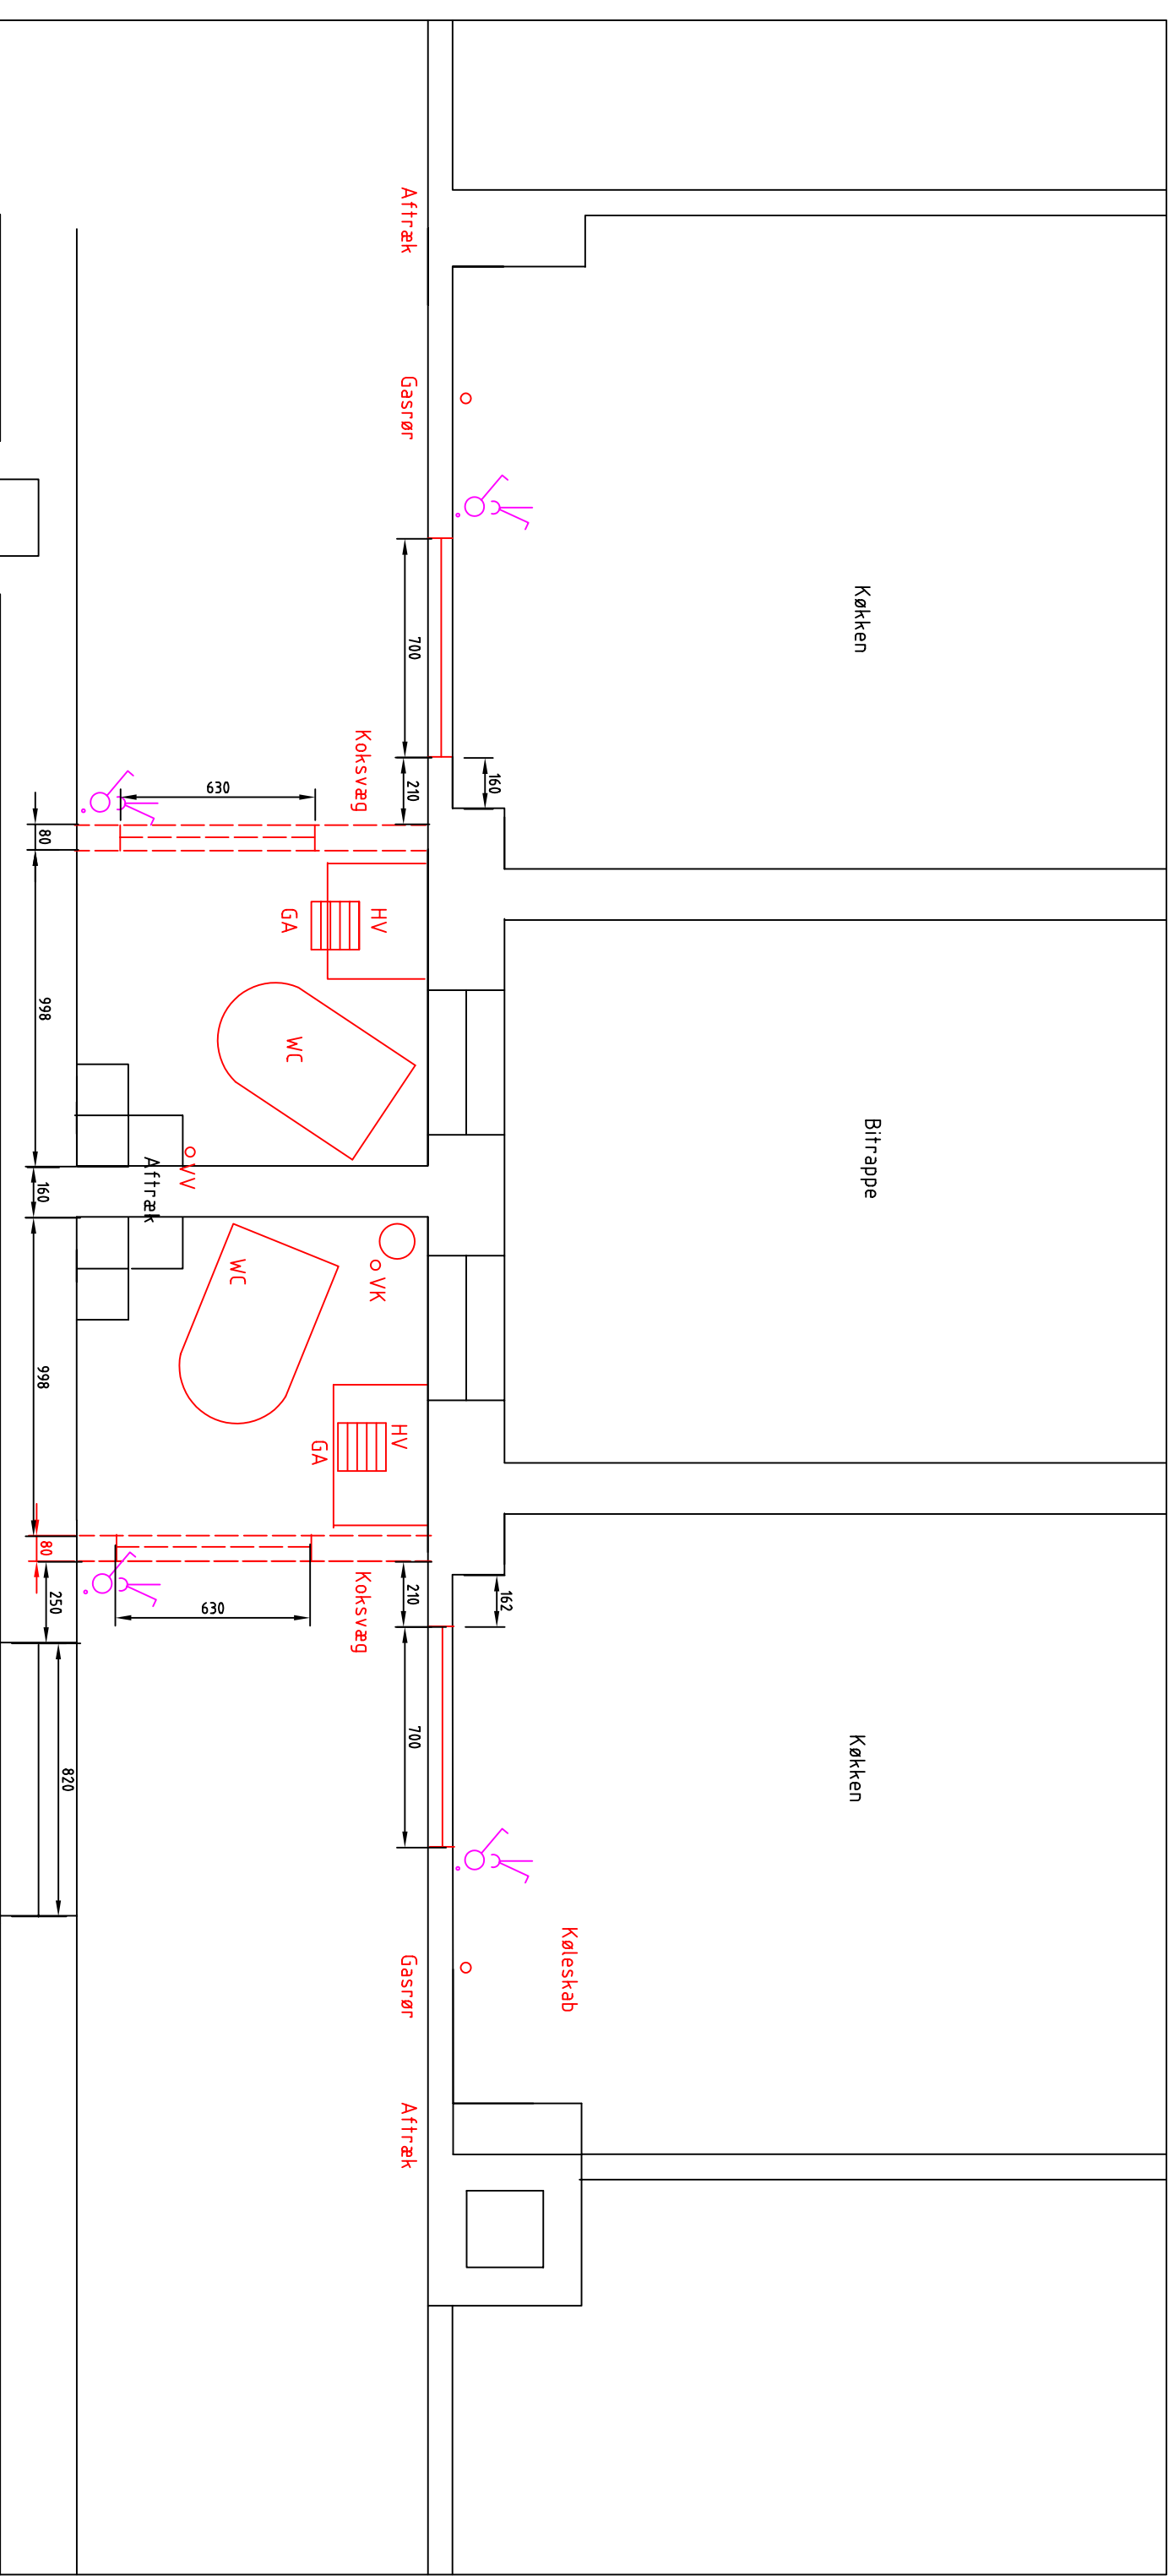 Aftræk
Gasrør
Køkken
700
Koksvæg
210
160
630
80
HV
GA
998
WC
Bitrappe
VV
Aftræk
160
WC
VK
998
HV
GA
80
Koksvæg
210
162
250
630
700
Køkken
820
Køleskab
Gasrør
Aftræk